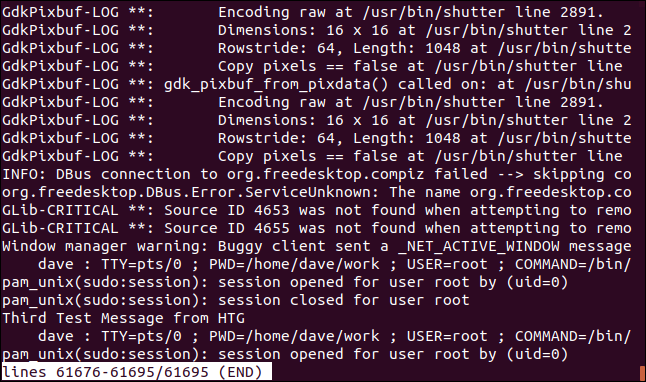 GdkPixbuf-LOG **:       Encoding raw at /usr/bin/shutter line 2891.
GdkPixbuf-LOG **:       Dimensions: 16 x 16 at /usr/bin/shutter line 2
GdkPixbuf-LOG **:       Rowstride: 64, Length: 1048 at /usr/bin/shutte
GdkPixbuf-LOG **:       Copy pixels == false at /usr/bin/shutter line
GdkPixbuf-LOG **: gdk_pixbuf_from_pixdata() called on: at /usr/bin/shu
GdkPixbuf-LOG **:       Encoding raw at /usr/bin/shutter line 2891.
GdkPixbuf-LOG **:       Dimensions: 16 x 16 at /usr/bin/shutter line 2
GdkPixbuf-LOG **:       Rowstride: 64, Length: 1048 at /usr/bin/shutte
GdkPixbuf-LOG **:       Copy pixels == false at /usr/bin/shutter line
INFO: DBus connection to org.freedesktop.compiz failed --> skipping co
org.freedesktop.DBus.Error.ServiceUnknown: The name org.freedesktop.co
GLib-CRITICAL **: Source ID 4653 was not found when attempting to remo
GLib-CRITICAL **: Source ID 4655 was not found when attempting to remo
Window manager warning: Buggy client sent a _NET_ACTIVE_WINDOW message
    dave : TTY=pts/0 ; PWD=/home/dave/work ; USER=root ; COMMAND=/bin/
pam_unix(sudo:session): session opened for user root by (uid=0)
pam_unix(sudo:session): session closed for user root
Third Test Message from HTG
    dave : TTY=pts/0 ; PWD=/home/dave/work ; USER=root ; COMMAND=/bin/
pam_unix(sudo:session): session opened for user root by (uid=0)
lines 61676-61695/61695 (END)